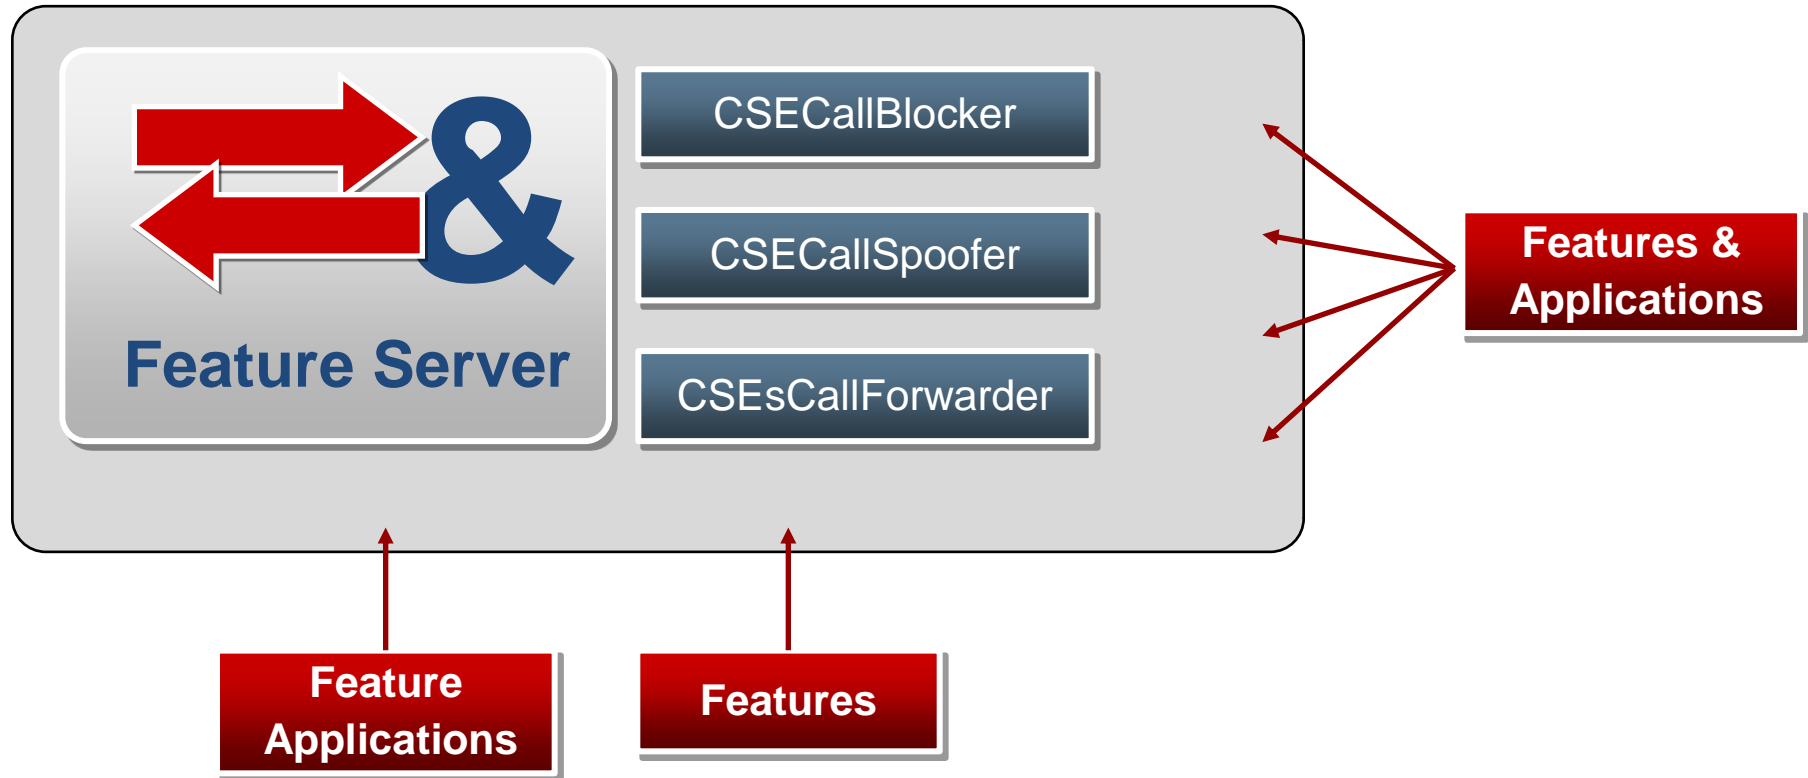 &
Feature Server
CSECallBlocker
CSECallSpoofer
CSEsCallForwarder
Features &
Applications
Feature
Applications
Features